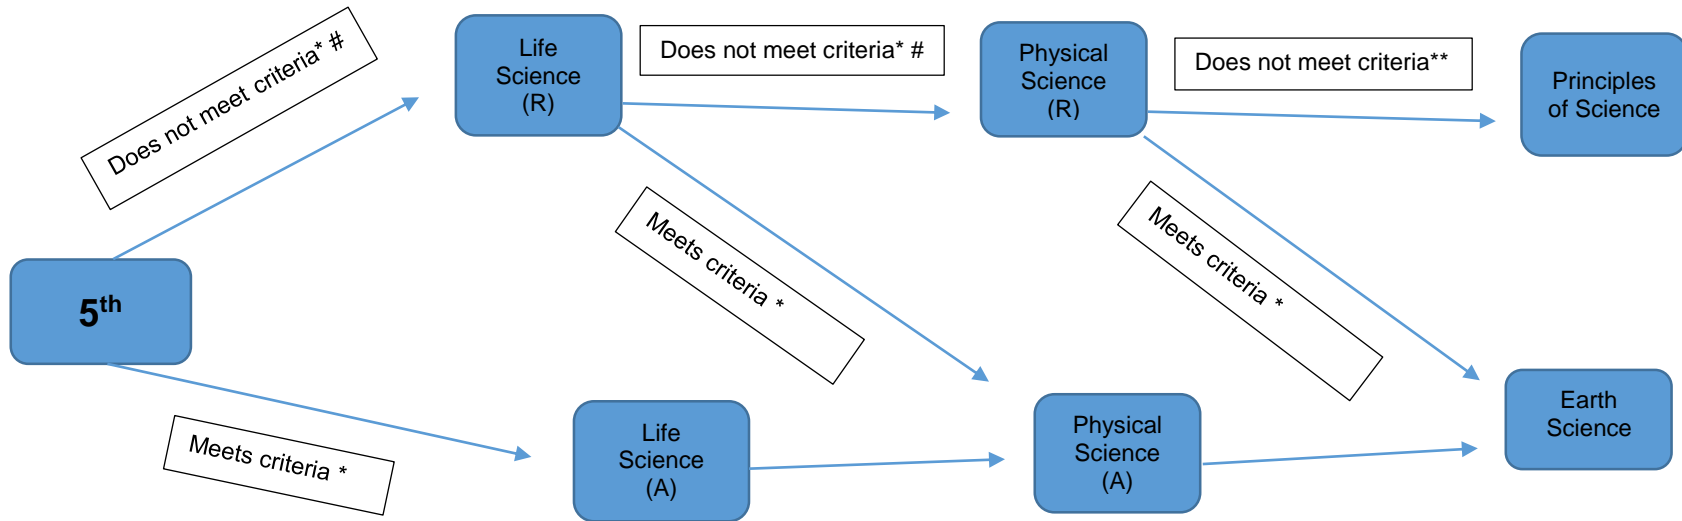 Does not meet criteria* #
Life
Science
(R)
Does not meet criteria* #
Physical
Science
(R)
Does not meet criteria**
Principles
of Science
Meets criteria *
Meets criteria *
5th
Meets criteria *
Life
Science
(A)
Physical
Science
(A)
Earth
Science